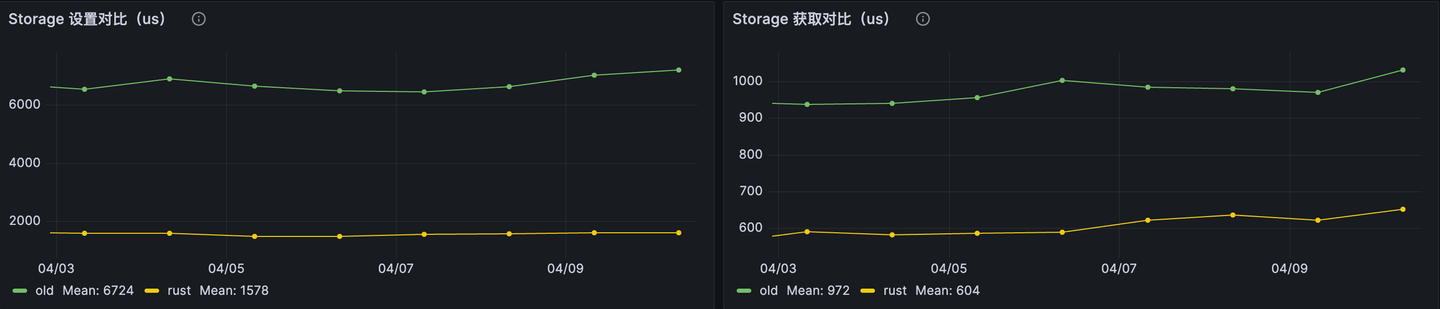 Storage 设置对比（us）
6000
4000
2000
04/03 04/05 04/07 04/09
old Mean: 6724 rust Mean: 1578
Storage 获取对比（us）
1000
900
800
700
600
04/03 04/05 04/07 04/09
old Mean: 972 rust Mean: 604